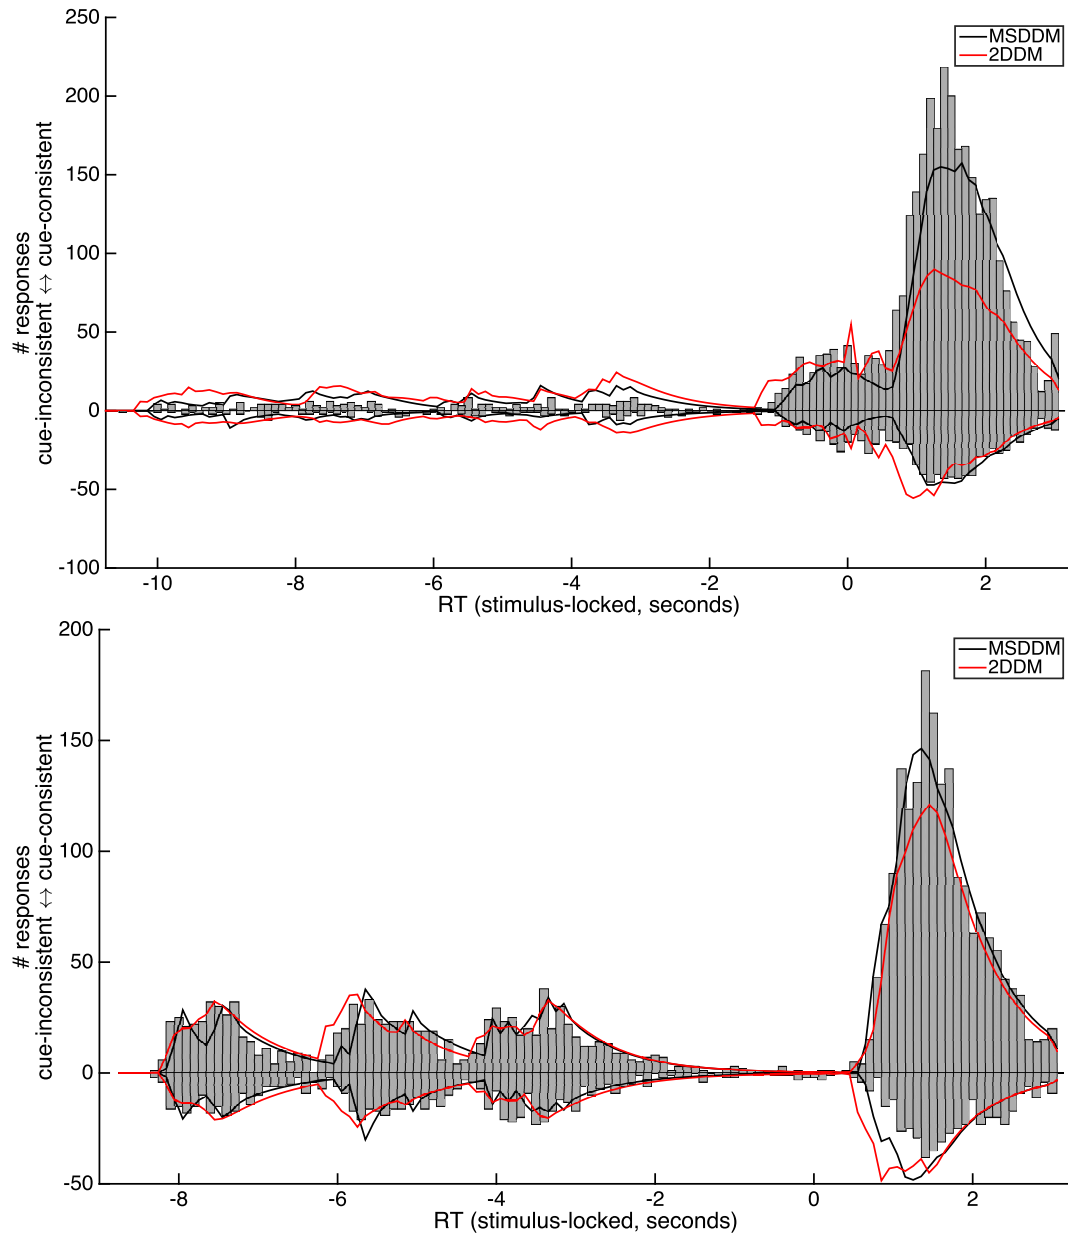 250
200
150
100
50
0
-50
-100
# responses
cue-inconsistent ↔ cue-consistent
MSDDM
2DDM
-10 -8 -6 -4 -2 0 2
RT (stimulus-locked, seconds)
200
150
100
50
0
-50
# responses
cue-inconsistent ↔ cue-consistent
MSDDM
2DDM
-8 -6 -4 -2 0 2
RT (stimulus-locked, seconds)